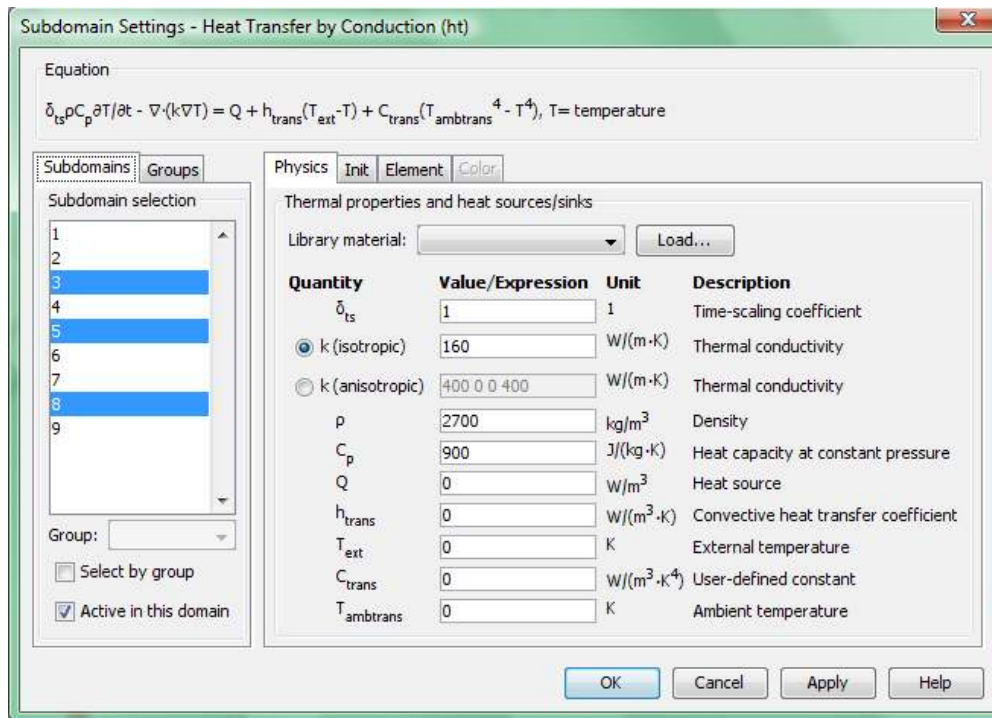 Subdomain Settings - Heat Transfer by Conduction (ht)
Equation
δtsρCp∂T/∂t - ∇·(k∇T) = Q + htrans(Text-T) + Ctrans(Tambtrans⁴ - T⁴), T= temperature
Subdomains Groups
Subdomain selection
1
2
3
4
5
6
7
8
9
Group:
Select by group
Active in this domain
Physics Init Element Color
Thermal properties and heat sources/sinks
Library material: Load...
Quantity Value/Expression Unit Description
δts 1 1 Time-scaling coefficient
k (isotropic) 160 W/(m·K) Thermal conductivity
k (anisotropic) 400 0 0 400 W/(m·K) Thermal conductivity
ρ 2700 kg/m³ Density
Cp 900 J/(kg·K) Heat capacity at constant pressure
Q 0 W/m³ Heat source
htrans 0 W/(m³·K) Convective heat transfer coefficient
Text 0 K External temperature
Ctrans 0 W/(m³·K⁴) User-defined constant
Tambtrans 0 K Ambient temperature
OK Cancel Apply Help